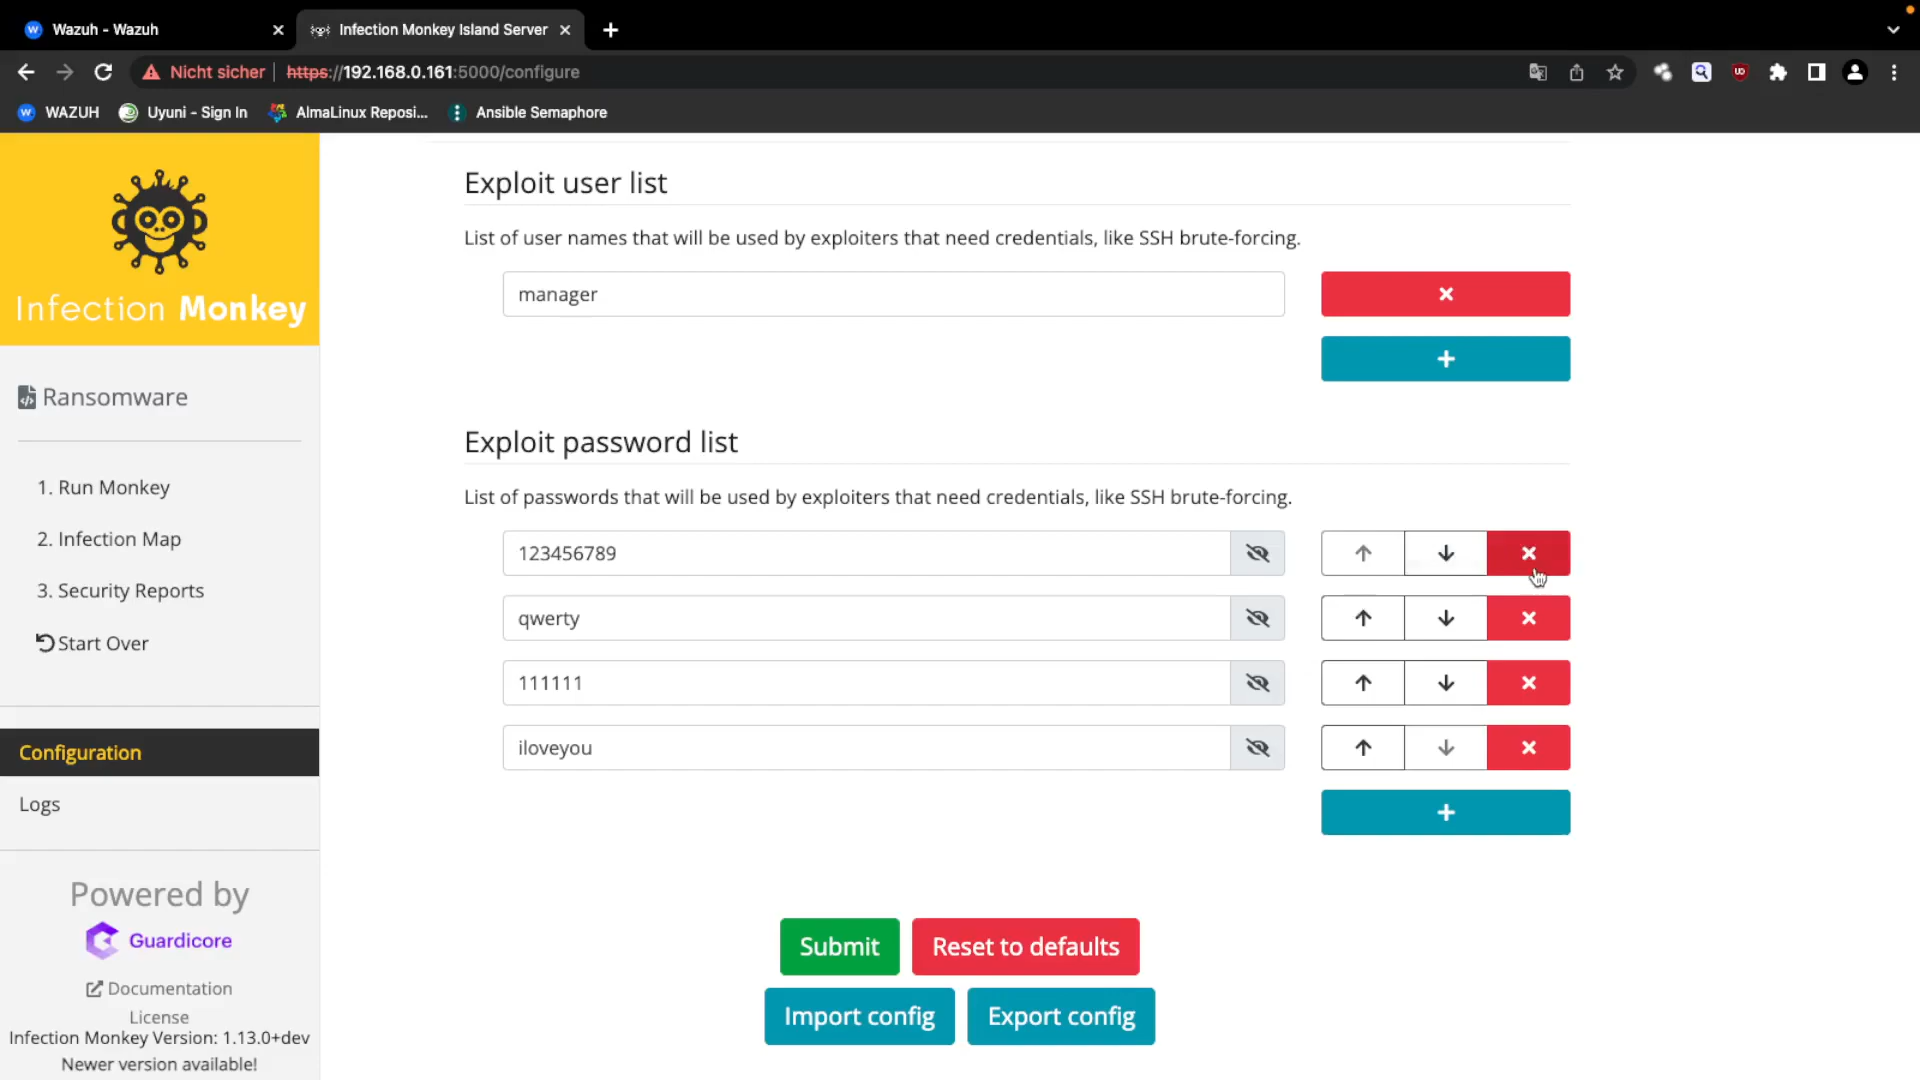 Wazuh - Wazuh
Infection Monkey Island Server
Nicht sicher
https://192.168.0.161:5000/configure
WAZUH
Uyuni - Sign In
AlmaLinux Reposi...
Ansible Semaphore
Infection Monkey
Ransomware
1. Run Monkey
2. Infection Map
3. Security Reports
Start Over
Configuration
Logs
Powered by
Guardicore
Documentation
License
Infection Monkey Version: 1.13.0+dev
Newer version available!
Exploit user list
List of user names that will be used by exploiters that need credentials, like SSH brute-forcing.
manager
Exploit password list
List of passwords that will be used by exploiters that need credentials, like SSH brute-forcing.
123456789
qwerty
111111
iloveyou
Submit
Reset to defaults
Import config
Export config